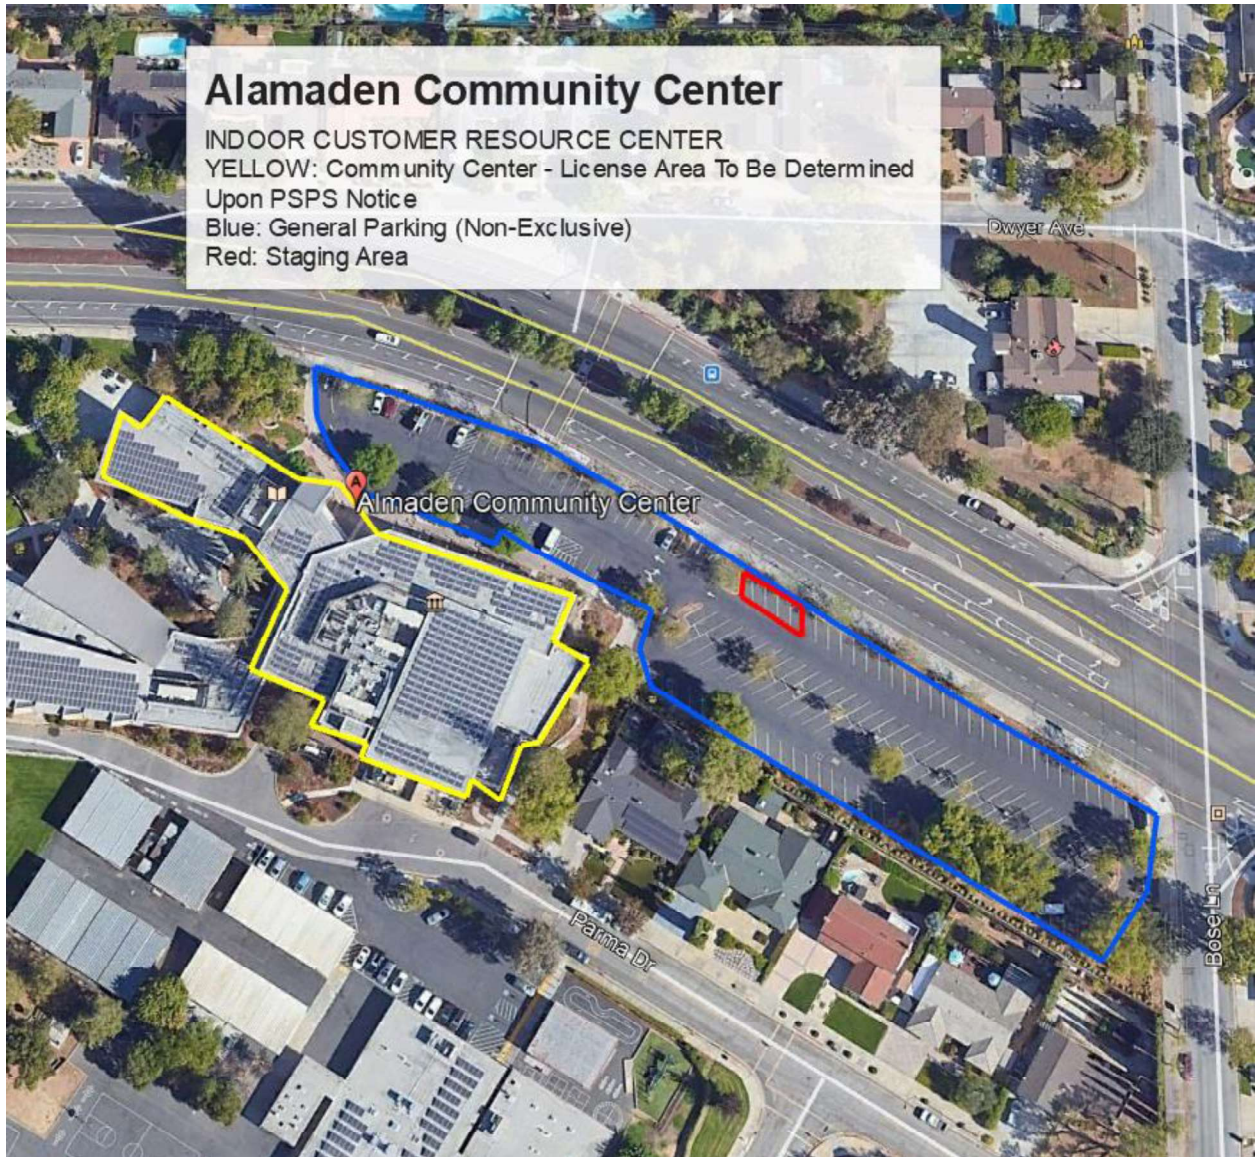 Alamaden Community Center
INDOOR CUSTOMER RESOURCE CENTER
YELLOW: Community Center - License Area To Be Determined
Upon PSPS Notice
Blue: General Parking (Non-Exclusive)
Red: Staging Area
Dwyer Ave
A
Almaden Community Center
Parma Dr
Bose Ln